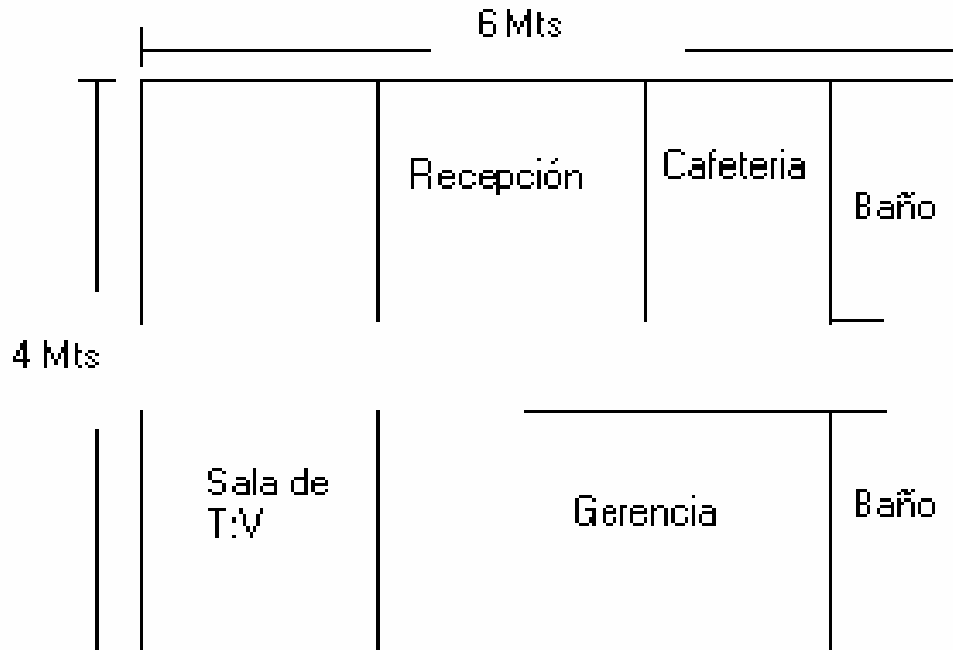 6 Mts
Recepción
Cafeteria
Baño
4 Mts
Sala de
T:V
Gerencia
Baño